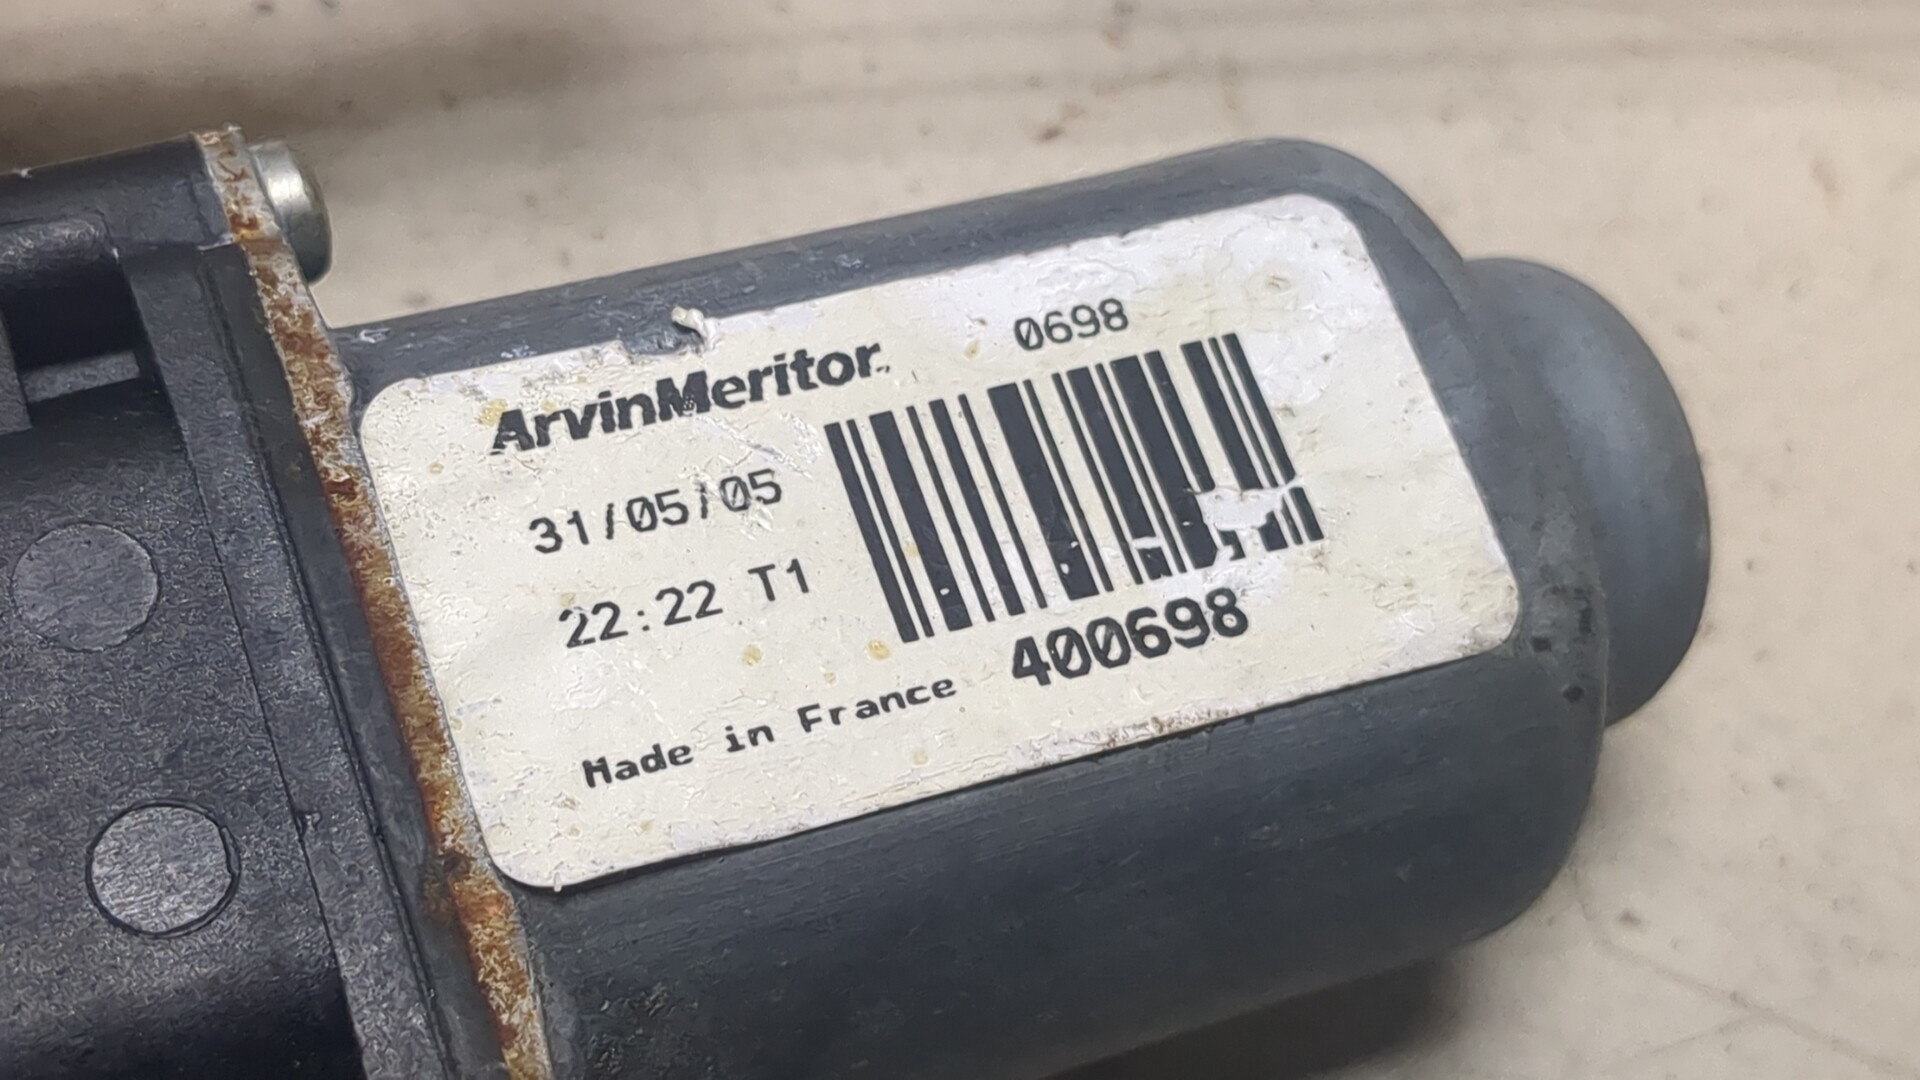 ArvinMeritor
0698
31/05/05
22:22 T1
400698
Made in France